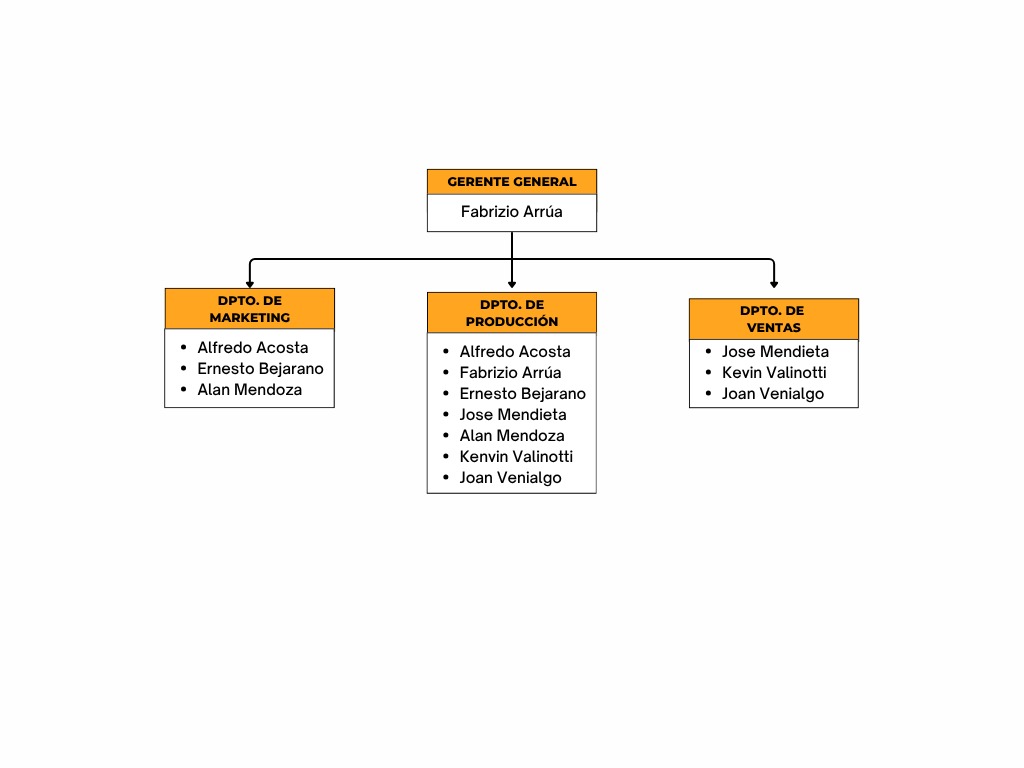 GERENTE GENERAL
Fabrizio Arrúa
DPTO. DE
MARKETING
• Alfredo Acosta
• Ernesto Bejarano
• Alan Mendoza
DPTO. DE
PRODUCCIÓN
• Alfredo Acosta
• Fabrizio Arrúa
• Ernesto Bejarano
• Jose Mendieta
• Alan Mendoza
• Kenvin Valinotti
• Joan Venialgo
DPTO. DE
VENTAS
• Jose Mendieta
• Kevin Valinotti
• Joan Venialgo